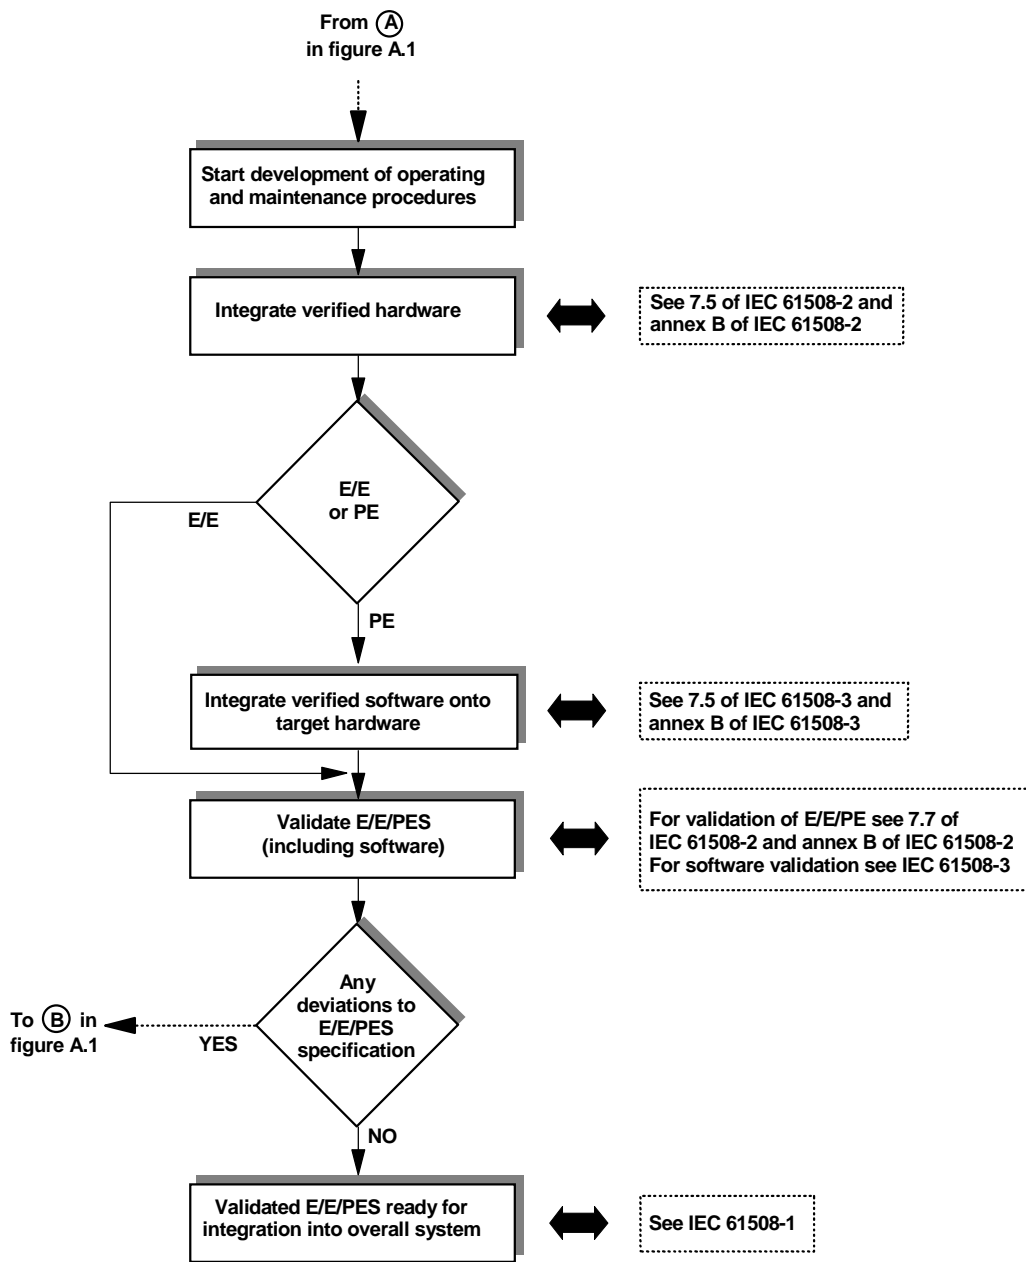 From A
in figure A.1
Start development of operating
and maintenance procedures
Integrate verified hardware
See 7.5 of IEC 61508-2 and
annex B of IEC 61508-2
E/E
or PE
E/E
PE
Integrate verified software onto
target hardware
See 7.5 of IEC 61508-3 and
annex B of IEC 61508-3
Validate E/E/PES
(including software)
For validation of E/E/PE see 7.7 of
IEC 61508-2 and annex B of IEC 61508-2
For software validation see IEC 61508-3
Any
deviations to
E/E/PES
specification
To B in
figure A.1
YES
NO
Validated E/E/PES ready for
integration into overall system
See IEC 61508-1